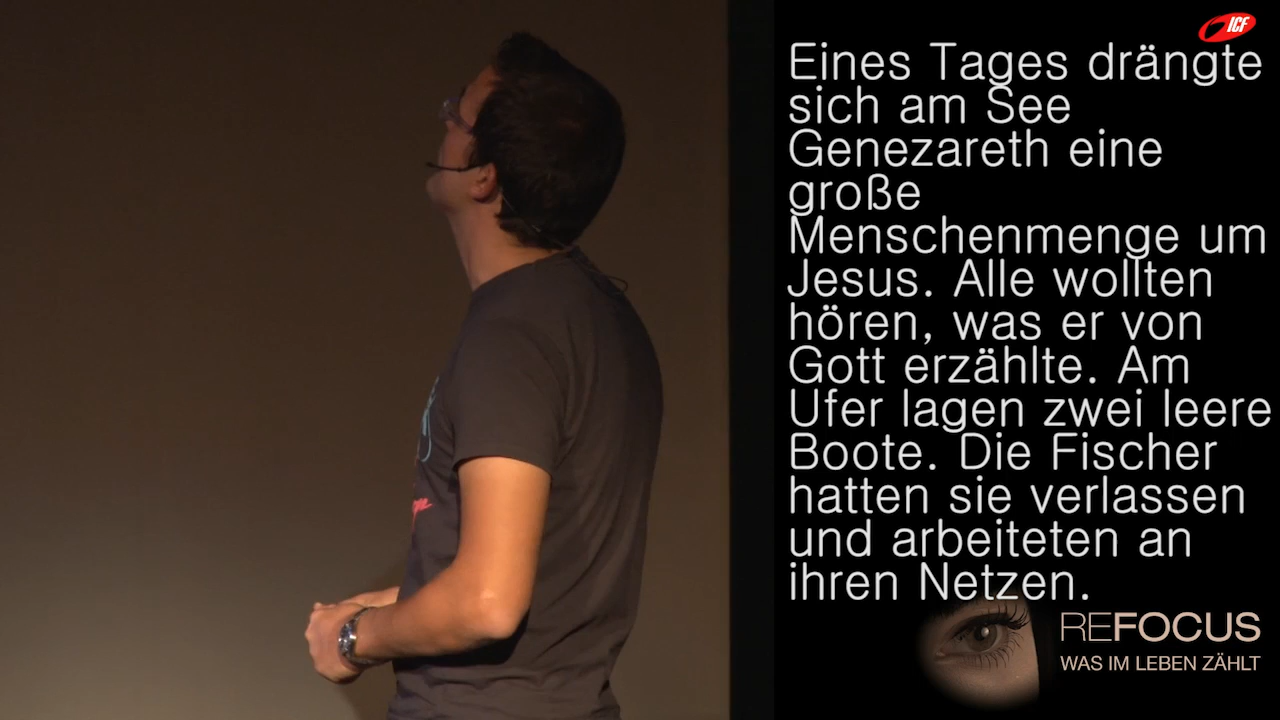 ICF
Eines Tages drängte
sich am See
Genezareth eine
große
Menschenmenge um
Jesus. Alle wollten
hören, was er von
Gott erzählte. Am
Ufer lagen zwei leere
Boote. Die Fischer
hatten sie verlassen
und arbeiteten an
ihren Netzen.
REFOCUS
WAS IM LEBEN ZÄHLT